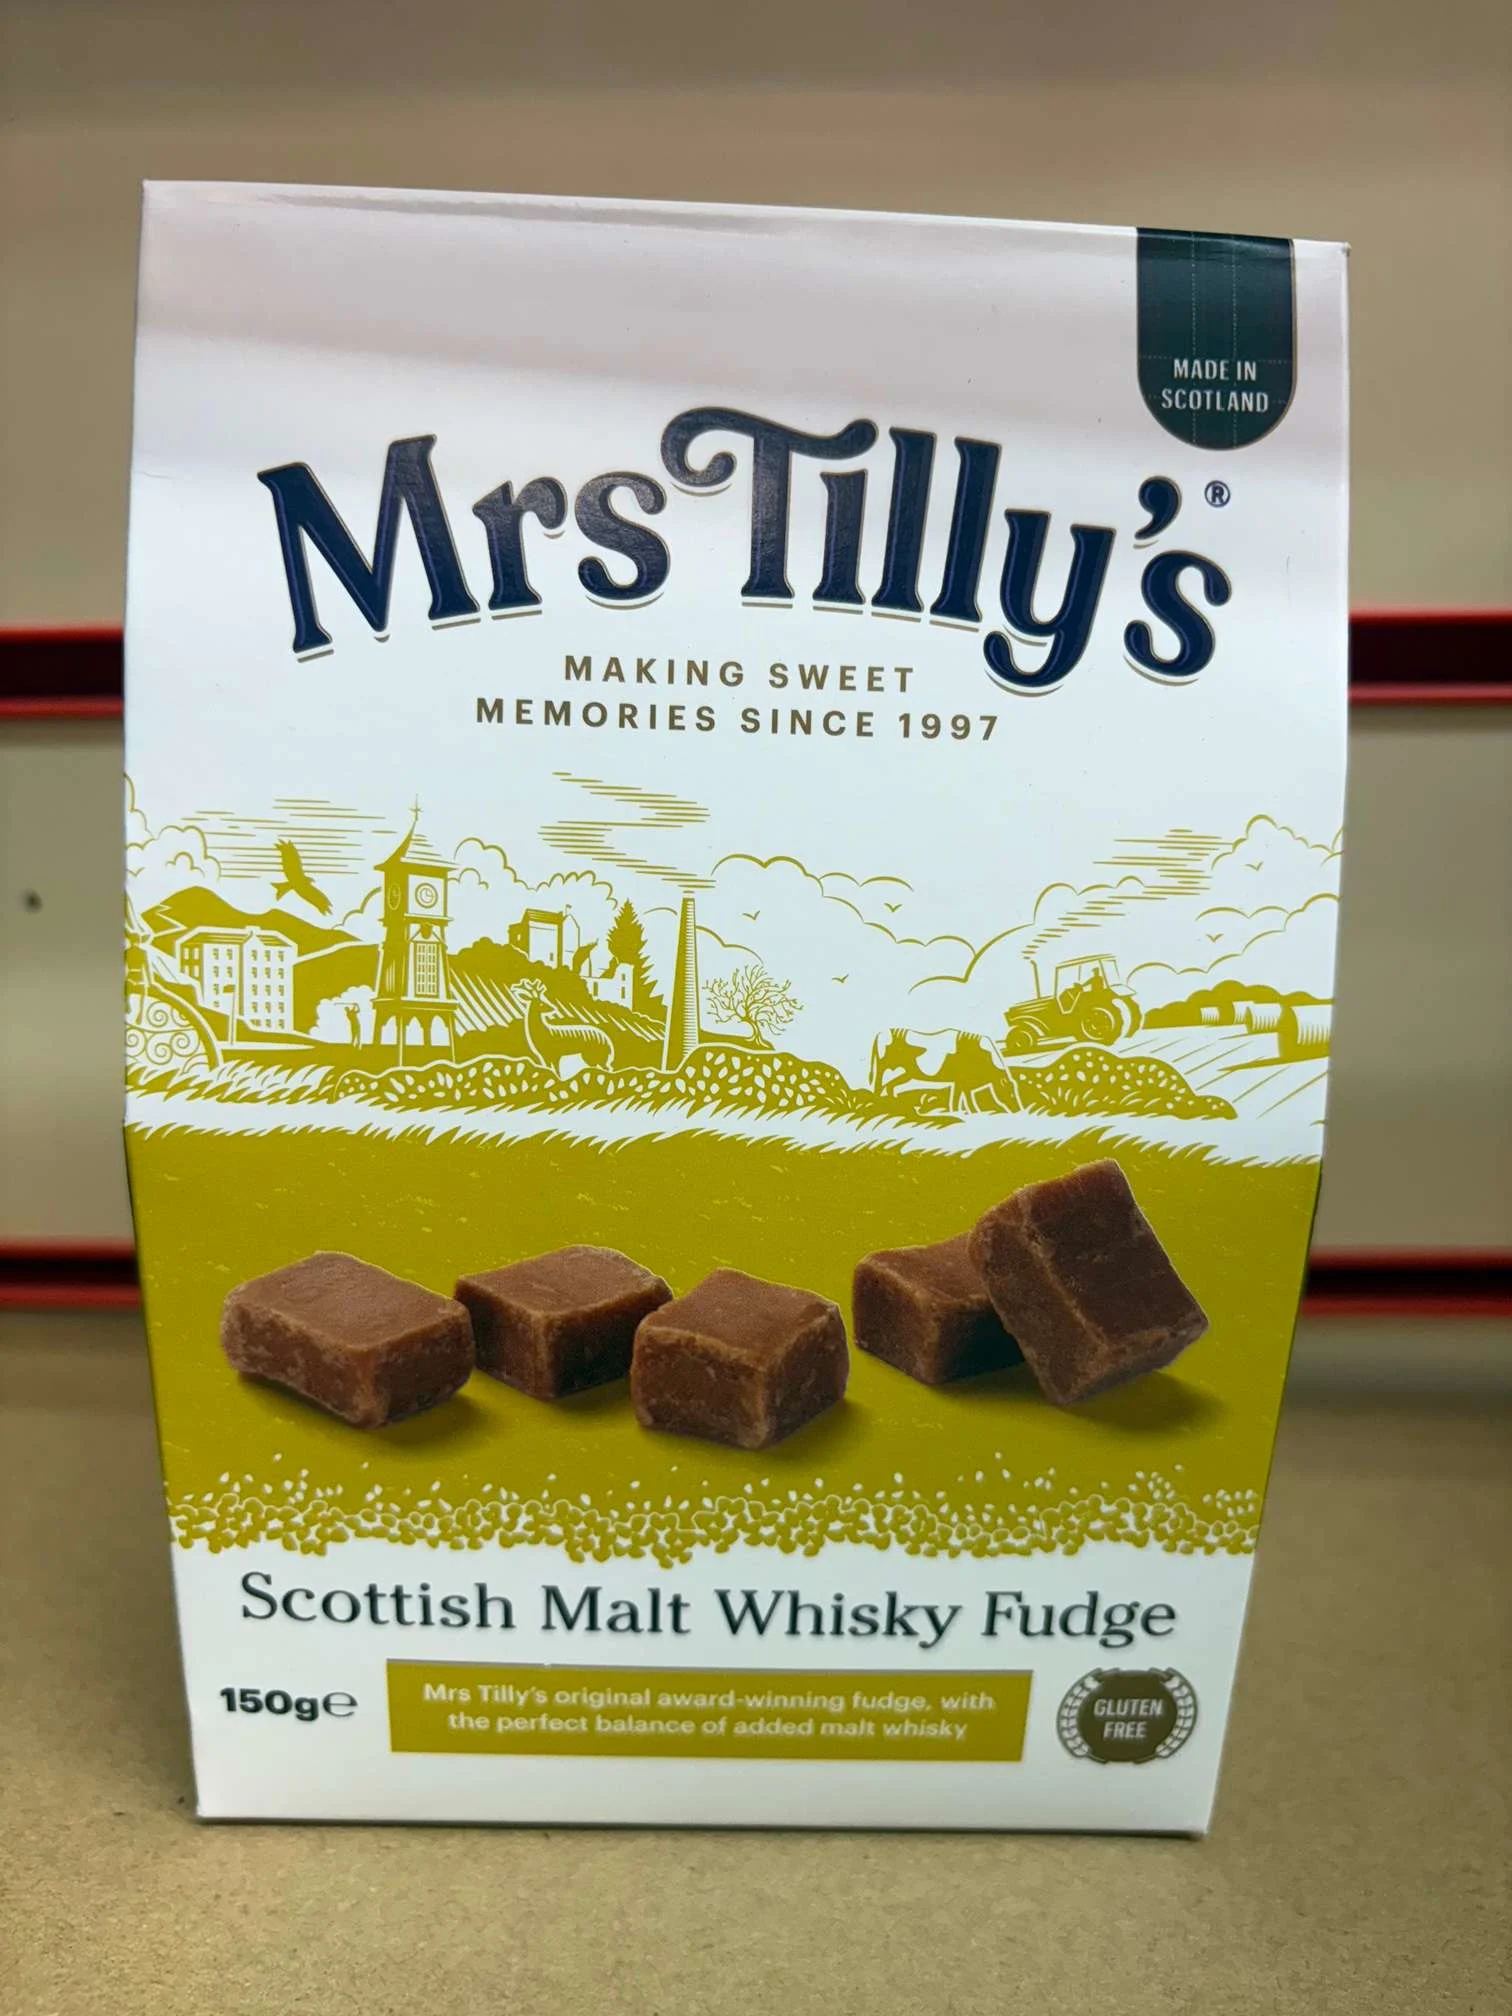 MADE IN
SCOTLAND
Mrs Tilly's®
MAKING SWEET
MEMORIES SINCE 1997
Scottish Malt Whisky Fudge
150g℮
Mrs Tilly's original award-winning fudge, with
the perfect balance of added malt whisky
GLUTEN
FREE